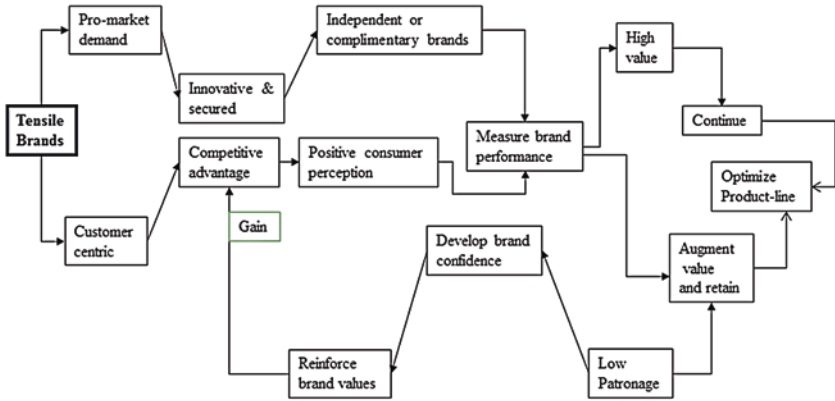 Pro-market
demand
Independent or
complimentary brands
High
value
Innovative &
secured
Tensile
Brands
Continue
Competitive
advantage
Positive consumer
perception
Measure brand
performance
Optimize
Product-line
Customer
centric
Gain
Develop brand
confidence
Augment
value
and retain
Reinforce
brand values
Low
Patronage